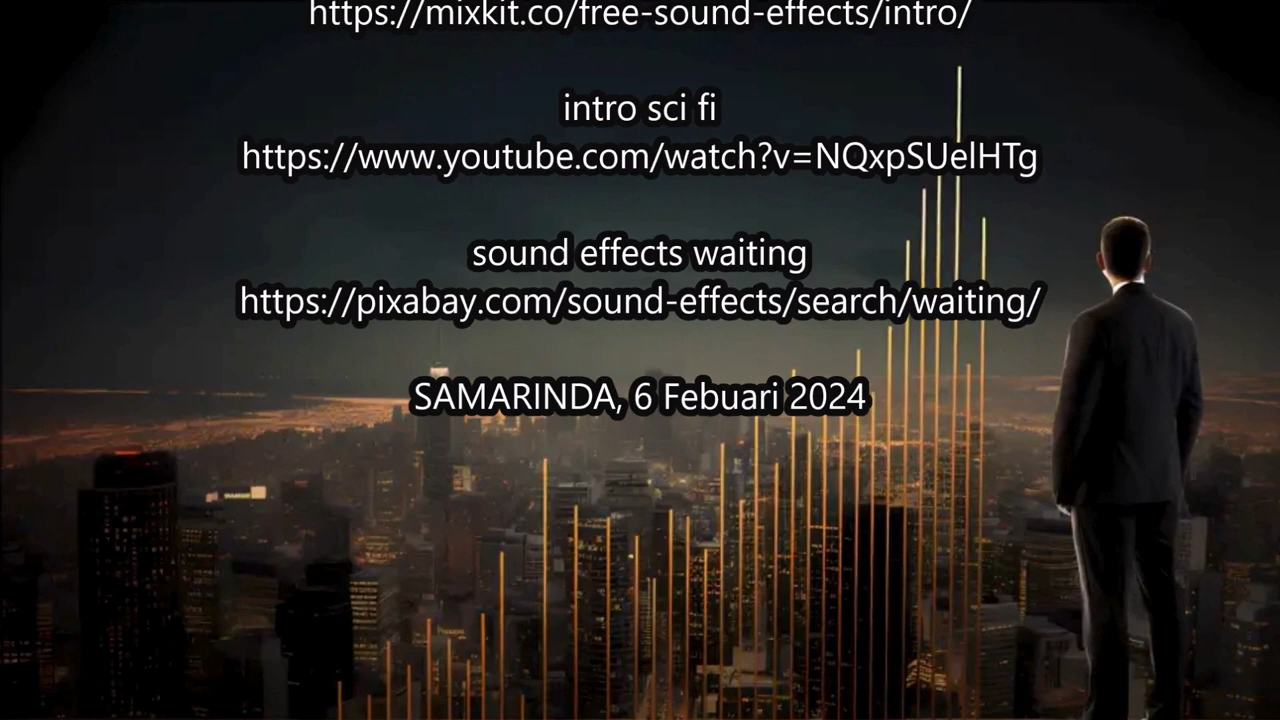 https://mixkit.co/free-sound-effects/intro/
intro sci fi
https://www.youtube.com/watch?v=NQxpSUelHTg
sound effects waiting
https://pixabay.com/sound-effects/search/waiting/
SAMARINDA, 6 Febuari 2024